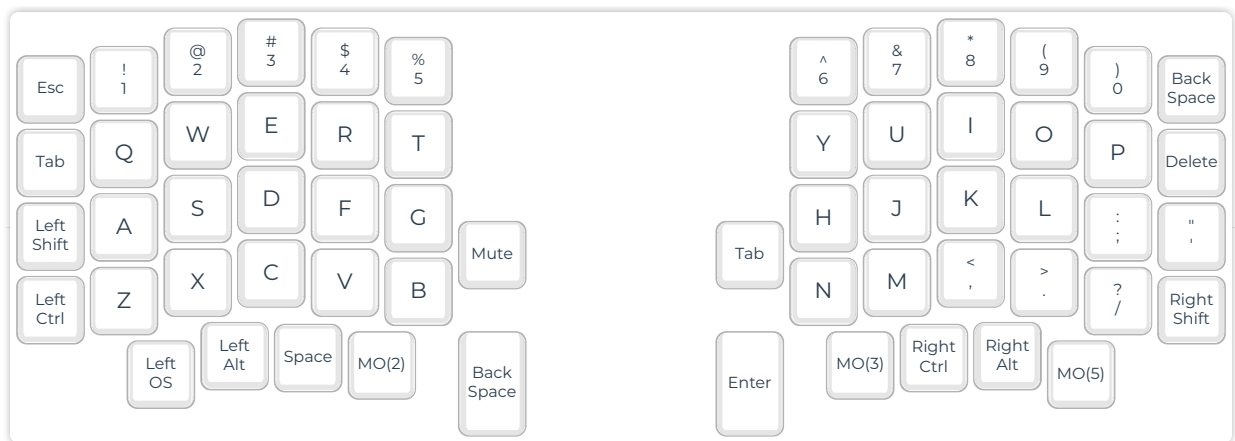 Esc
!
1
@
2
#
3
$
4
%
5
^
6
&
7
*
8
(
9
)
0
Back
Space
Tab
Q
W
E
R
T
Y
U
I
O
P
Delete
Left
Shift
A
S
D
F
G
Mute
Tab
H
J
K
L
:
;
"
'
Left
Ctrl
Z
X
C
V
B
N
M
<
,
>
.
?
/
Right
Shift
Left
OS
Left
Alt
Space
MO(2)
Back
Space
Enter
MO(3)
Right
Ctrl
Right
Alt
MO(5)